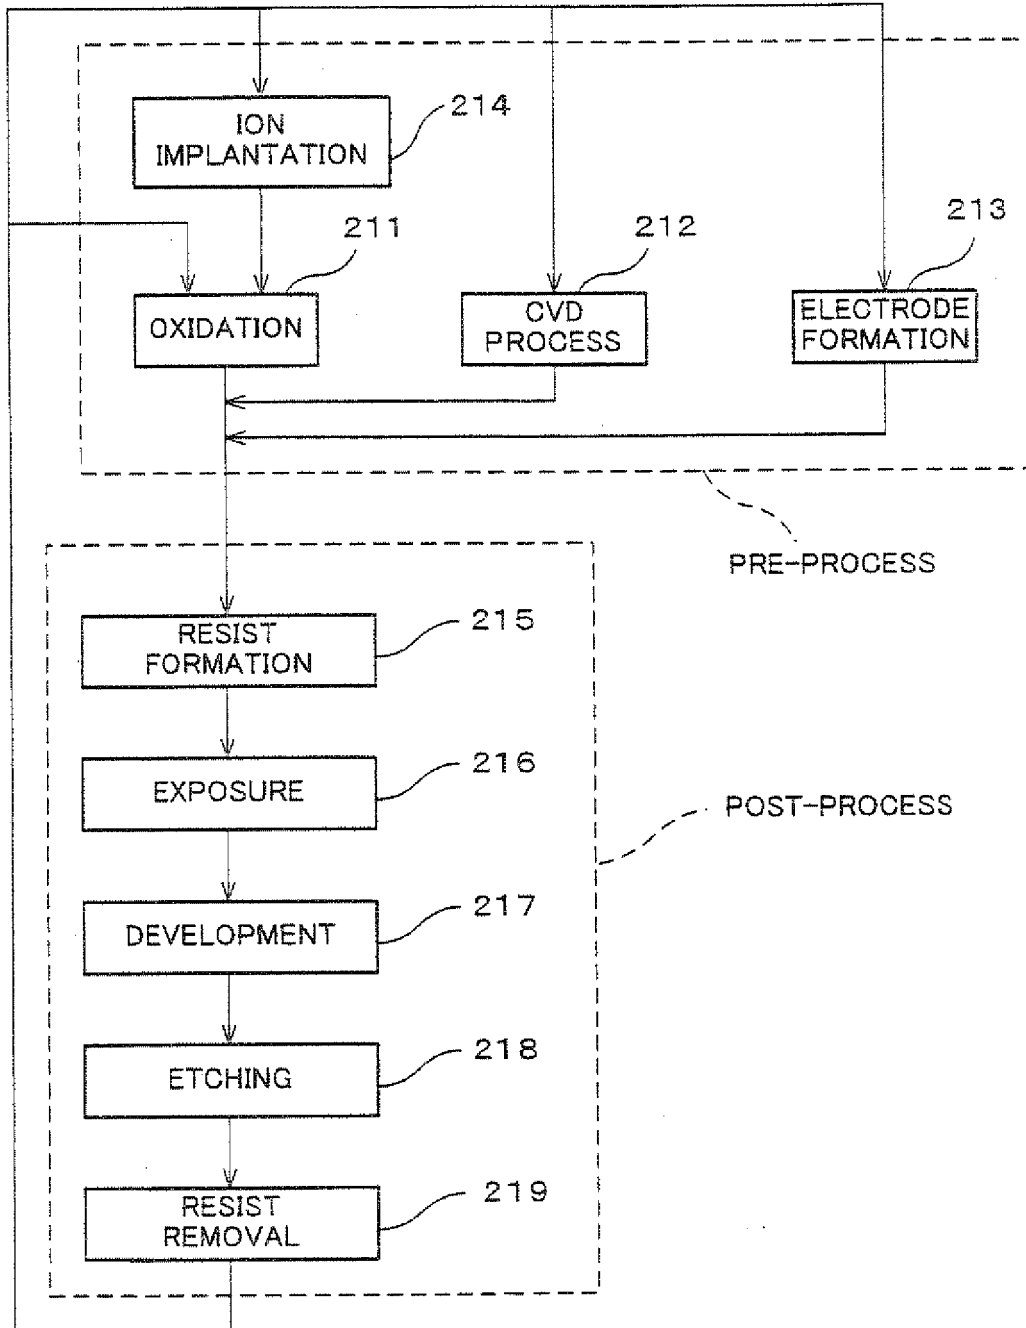 214
ION
IMPLANTATION
211
212
213
OXIDATION
CVD
PROCESS
ELECTRODE
FORMATION
PRE-PROCESS
215
RESIST
FORMATION
216
EXPOSURE
POST-PROCESS
217
DEVELOPMENT
218
ETCHING
219
RESIST
REMOVAL